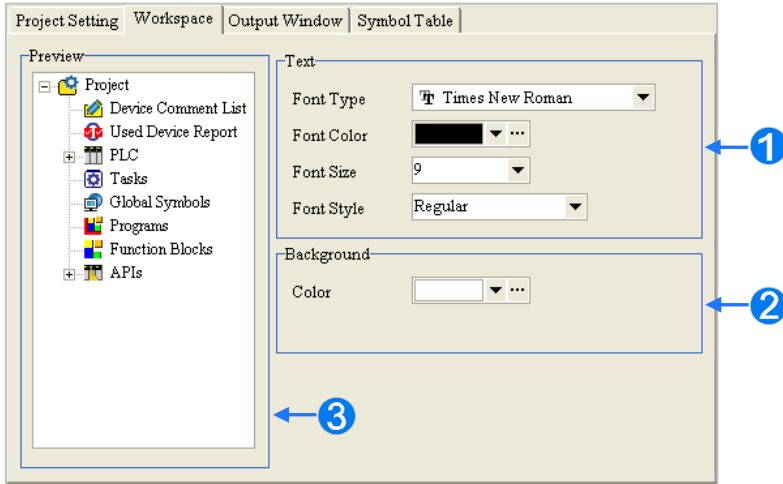 Project Setting
Workspace
Output Window
Symbol Table
Preview
Project
Device Comment List
Used Device Report
PLC
Tasks
Global Symbols
Programs
Function Blocks
APIs
Text
Font Type
Times New Roman
Font Color
Font Size
9
Font Style
Regular
Background
Color
1
2
3